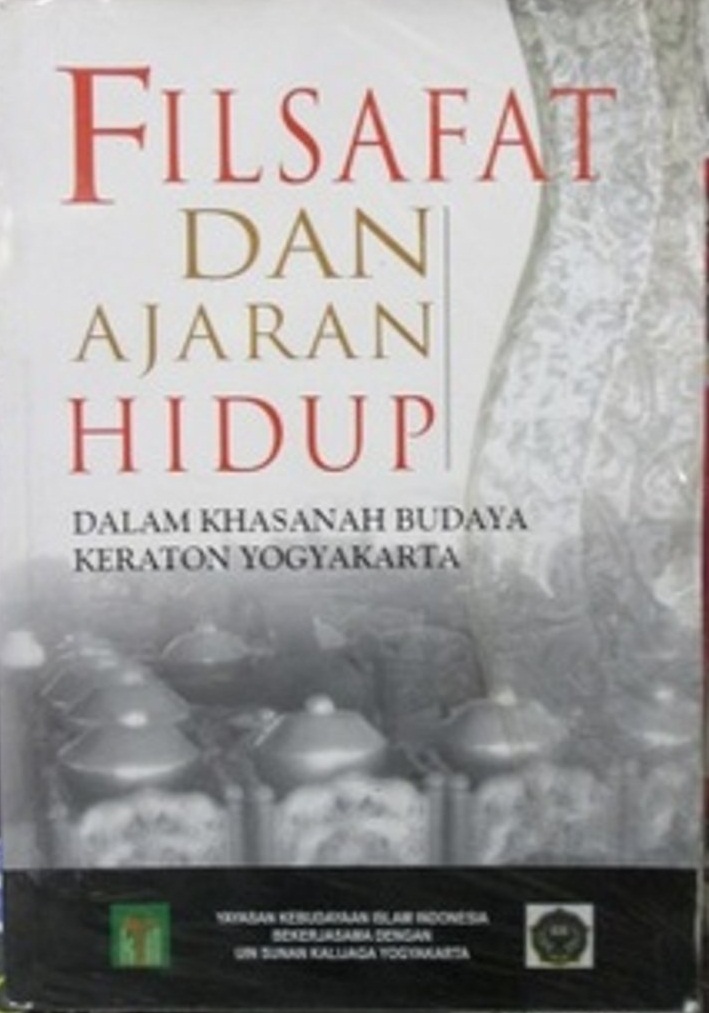 FILSAFAT
DAN
AJARAN
HIDUP
DALAM KHASANAH BUDAYA
KERATON YOGYAKARTA
YAYASAN KEBUDAYAAN ISLAM INDONESIA
BEKERJASAMA DENGAN
UIN SUNAN KALIJAGA YOGYAKARTA